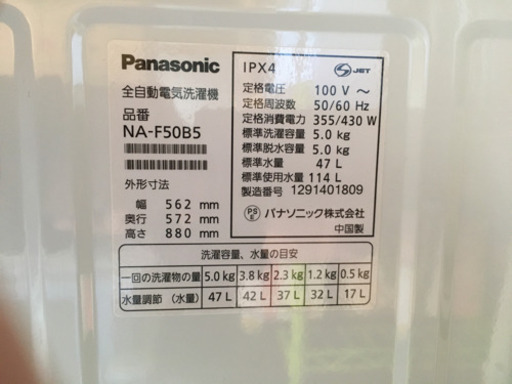 Panasonic
全自動電気洗濯機
品番
NA-F50B5
外形寸法
幅 562 mm
奥行 572 mm
高さ 880 mm
IPX4
S JET
定格電圧 100 V～
定格周波数 50/60 Hz
定格消費電力 355/430 W
標準洗濯容量 5.0 kg
標準脱水容量 5.0 kg
標準水量 47 L
標準使用水量 114 L
製造番号 1291401809
PS E パナソニック株式会社
中国製
洗濯容量、水量の目安
一回の洗濯物の量 5.0 kg 3.8 kg 2.3 kg 1.2 kg 0.5 kg
水量調節（水量） 47 L 42 L 37 L 32 L 17 L